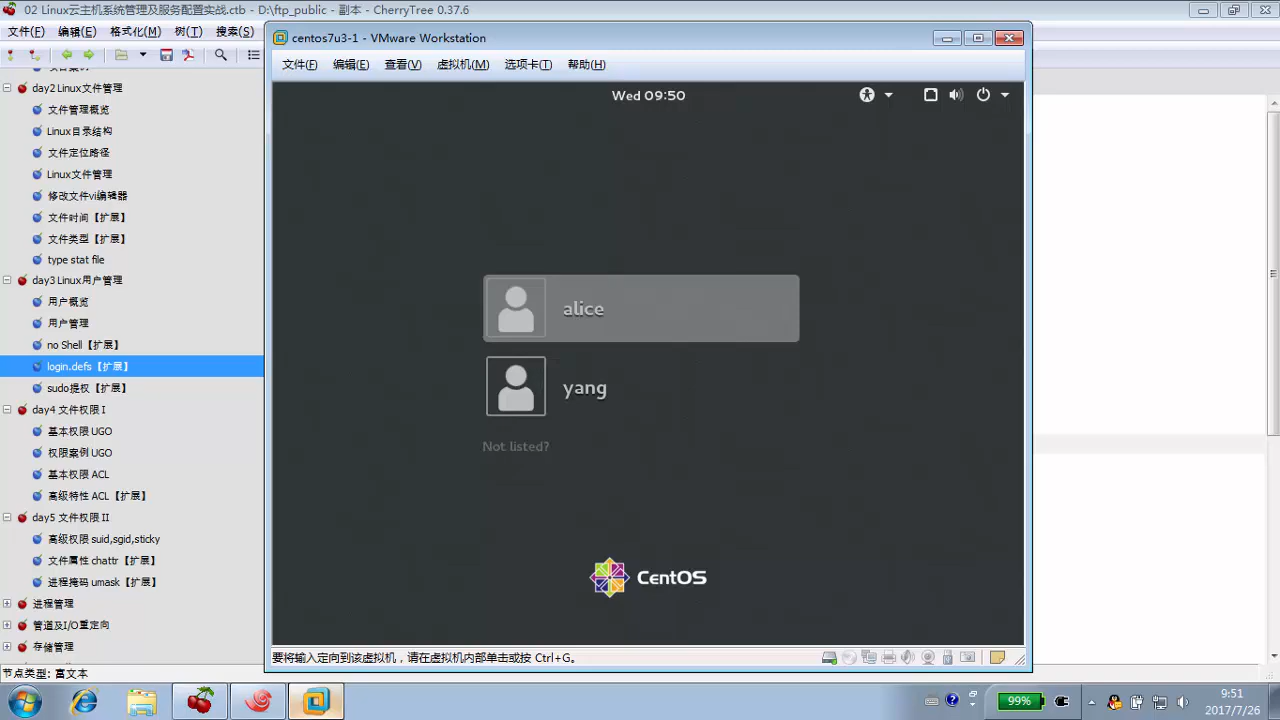 02 Linux云主机系统管理及服务配置实战.ctb - D:\ftp_public - 副本 - CherryTree 0.37.6
文件(F) 编辑(E) 格式化(M) 树(T) 搜索(S)
day2 Linux文件管理
文件管理概览
Linux目录结构
文件定位路径
Linux文件管理
修改文件vi编辑器
文件时间【扩展】
文件类型【扩展】
type stat file
day3 Linux用户管理
用户概览
用户管理
no Shell【扩展】
login.defs【扩展】
sudo提权【扩展】
day4 文件权限 I
基本权限 UGO
权限案例 UGO
基本权限 ACL
高级特性 ACL【扩展】
day5 文件权限 II
高级权限 suid,sgid,sticky
文件属性 chattr【扩展】
进程掩码 umask【扩展】
进程管理
管道及I/O重定向
存储管理
节点类型: 富文本
centos7u3-1 - VMware Workstation
文件(F) 编辑(E) 查看(V) 虚拟机(M) 选项卡(T) 帮助(H)
Wed 09:50
alice
yang
Not listed?
CentOS
要将输入定向到该虚拟机，请在虚拟机内部单击或按 Ctrl+G。
99%
9:51
2017/7/26